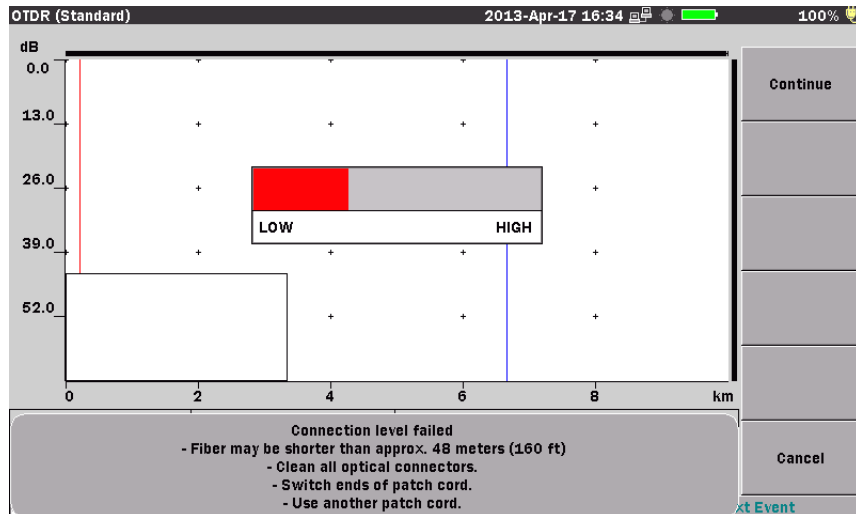 OTDR (Standard) 2013-Apr-17 16:34 100%
dB
0.0
13.0
26.0
39.0
52.0
LOW HIGH
0 2 4 6 8 km
Continue
Connection level failed
- Fiber may be shorter than approx. 48 meters (160 ft)
- Clean all optical connectors.
- Switch ends of patch cord.
- Use another patch cord.
Cancel
xt Event